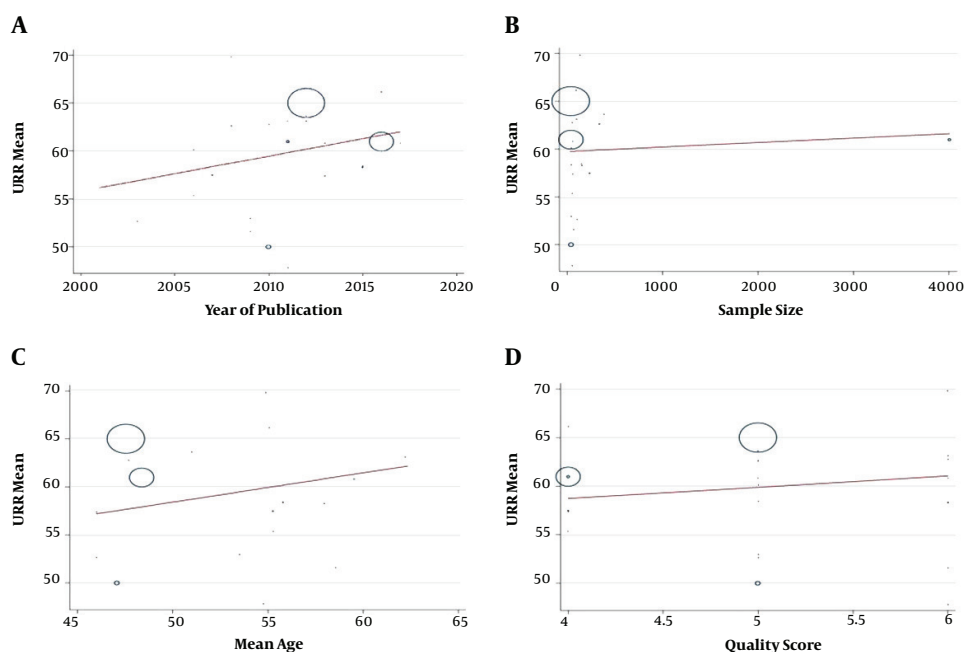 A
70
65
60
55
50
URR Mean
2000 2005 2010 2015 2020
Year of Publication
B
70
65
60
55
50
URR Mean
0 1000 2000 3000 4000
Sample Size
C
70
65
60
55
50
URR Mean
45 50 55 60 65
Mean Age
D
70
65
60
55
50
URR Mean
4 4.5 5 5.5 6
Quality Score